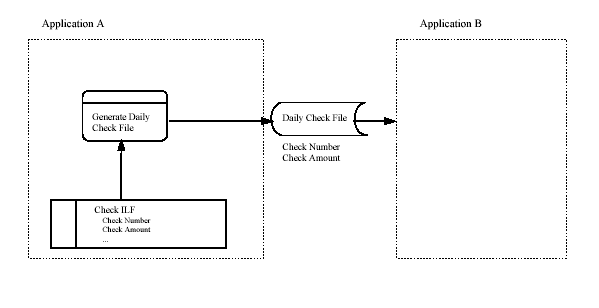 Application A
Application B
Generate Daily
Check File
Daily Check File
Check Number
Check Amount
Check ILF
Check Number
Check Amount
...